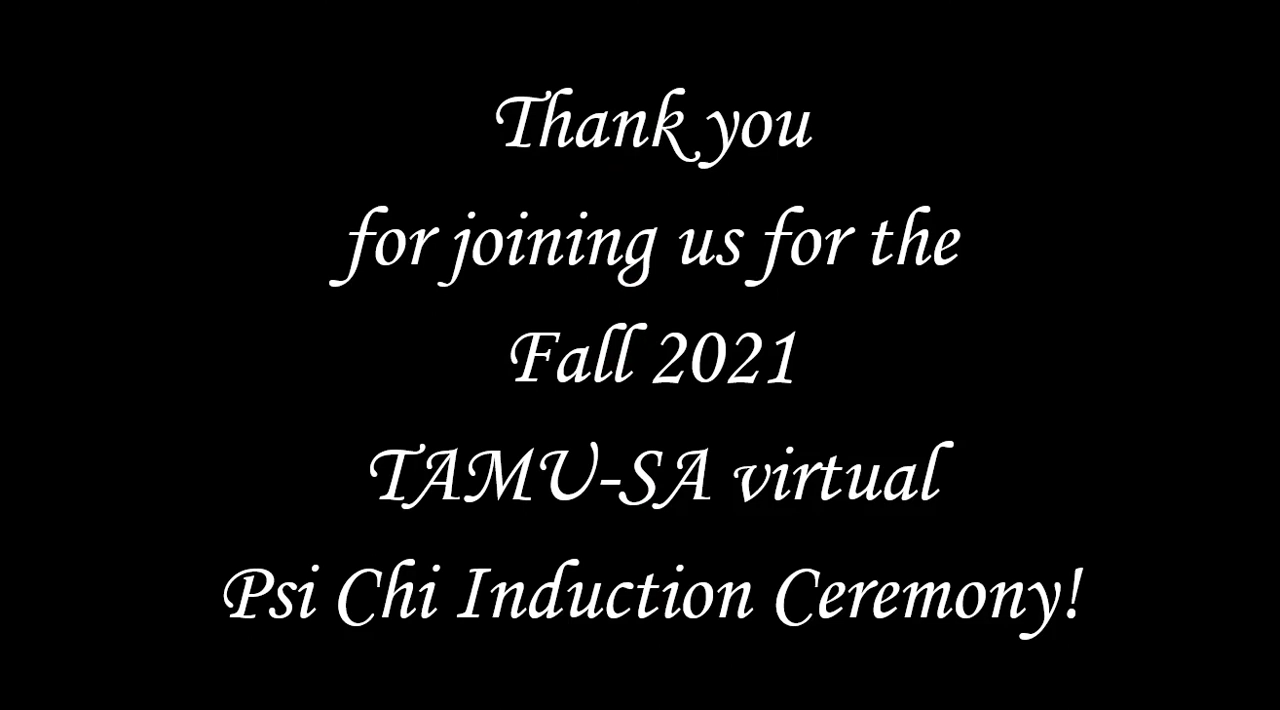 Thank you
for joining us for the
Fall 2021
TAMU-SA virtual
Psi Chi Induction Ceremony!